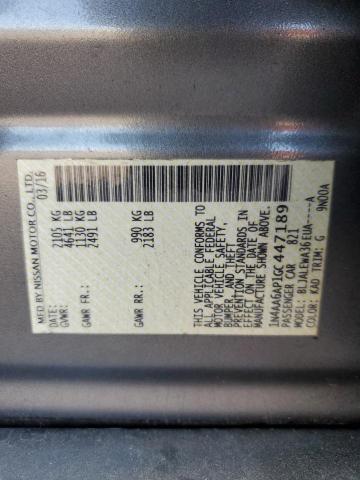 MFD BY NISSAN MOTOR CO., LTD.
03/16
GVWR: 2105 KG
4641 LB
GAWR FR: 1130 KG
2491 LB
GAWR RR: 990 KG
2183 LB
THIS VEHICLE CONFORMS TO
ALL APPLICABLE FEDERAL
MOTOR VEHICLE SAFETY,
BUMPER, AND THEFT
PREVENTION STANDARDS IN
EFFECT ON THE DATE OF
MANUFACTURE SHOWN ABOVE.
1N4AA6AP1GC447189
PASSENGER CAR 821
MODEL: BLJALEWA36EUA----A
COLOR: KAD TRIM: G 9N00A